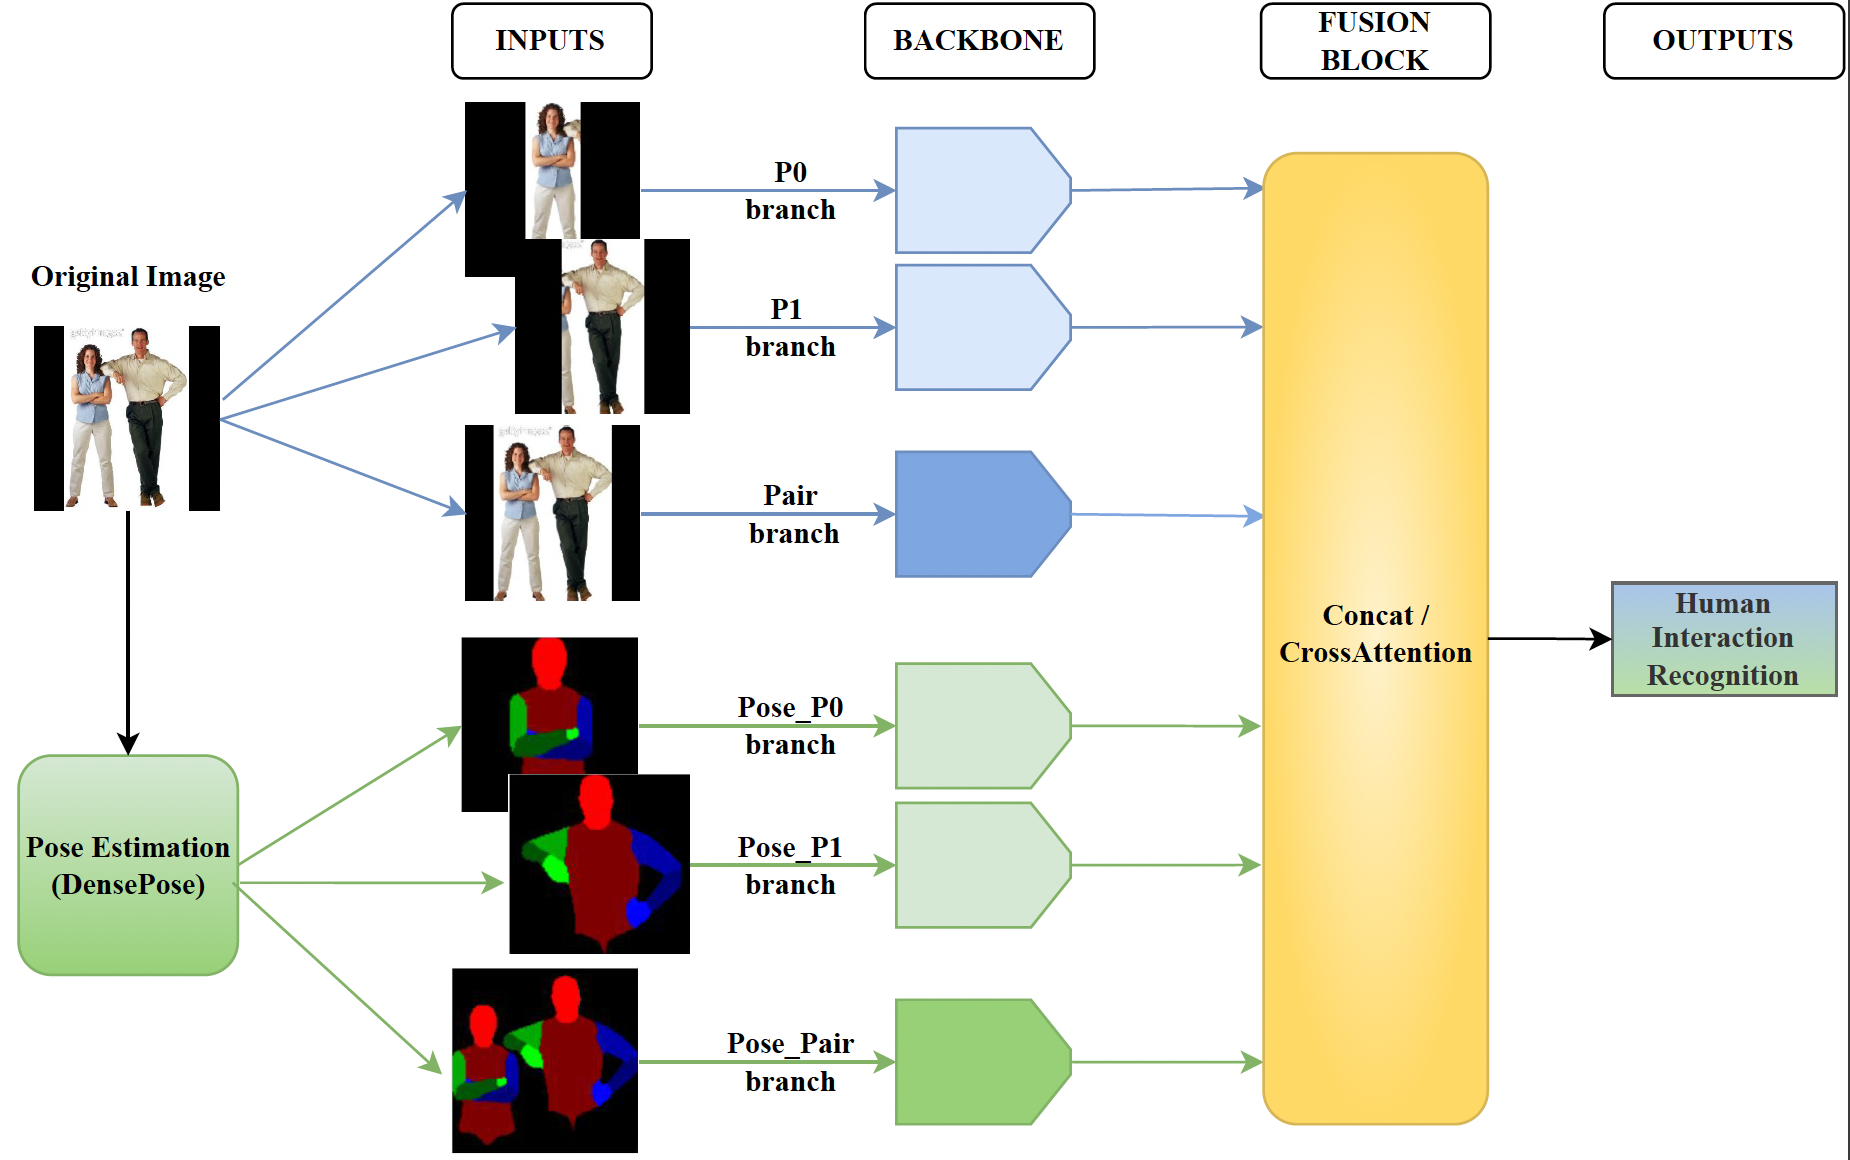 INPUTS
BACKBONE
FUSION
BLOCK
OUTPUTS
Original Image
P0
branch
P1
branch
Pair
branch
Pose_P0
branch
Pose_P1
branch
Pose_Pair
branch
Pose Estimation
(DensePose)
Concat /
CrossAttention
Human
Interaction
Recognition